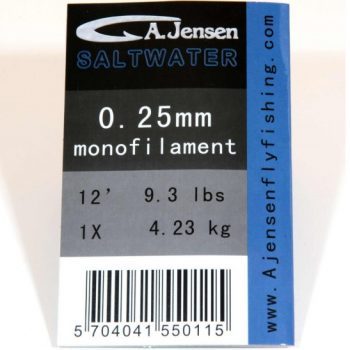 A.Jensen
SALTWATER
0.25mm
monofilament
12' 9.3 lbs
1X 4.23 kg
5 704041 550115
www.Ajensenflyfishing.com